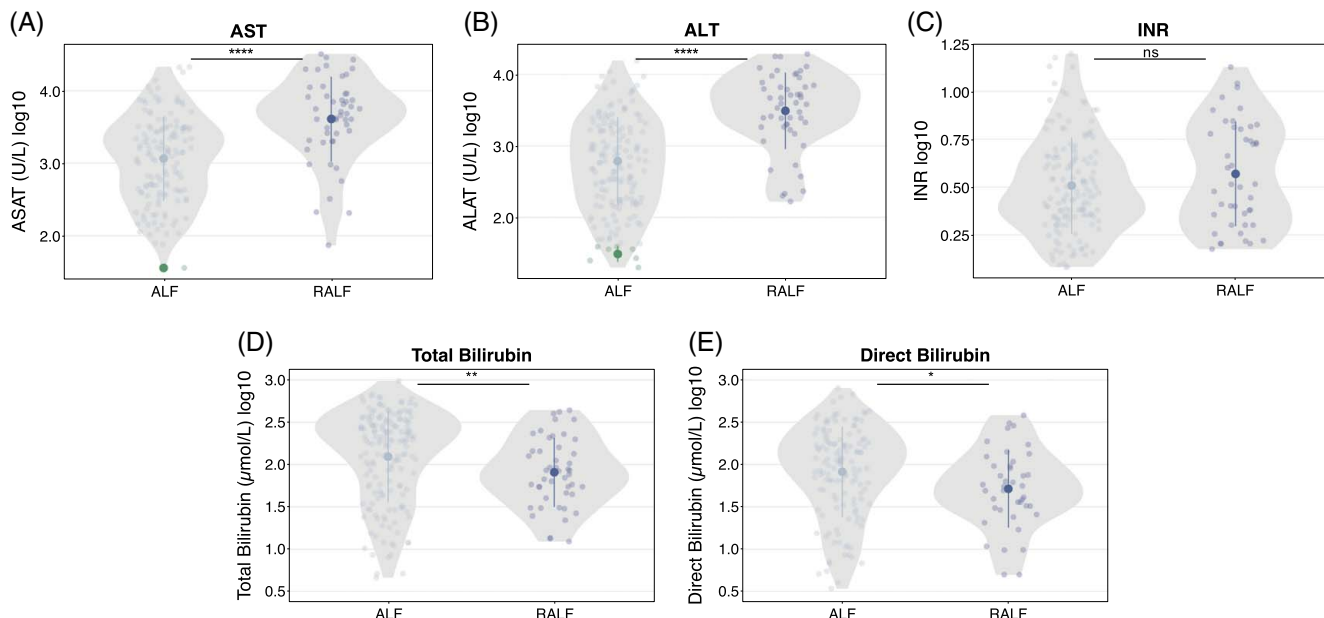 (A)
AST
****
ASAT (U/L) log10
4.0
3.0
2.0
ALF
RALF
(B)
ALT
****
ALAT (U/L) log10
4.0
3.0
2.0
ALF
RALF
(C)
INR
ns
INR log10
1.25
1.00
0.75
0.50
0.25
ALF
RALF
(D)
Total Bilirubin
**
Total Bilirubin (µmol/L) log10
3.0
2.5
2.0
1.5
1.0
0.5
ALF
RALF
(E)
Direct Bilirubin
*
Direct Bilirubin (µmol/L) log10
3.0
2.5
2.0
1.5
1.0
0.5
ALF
RALF